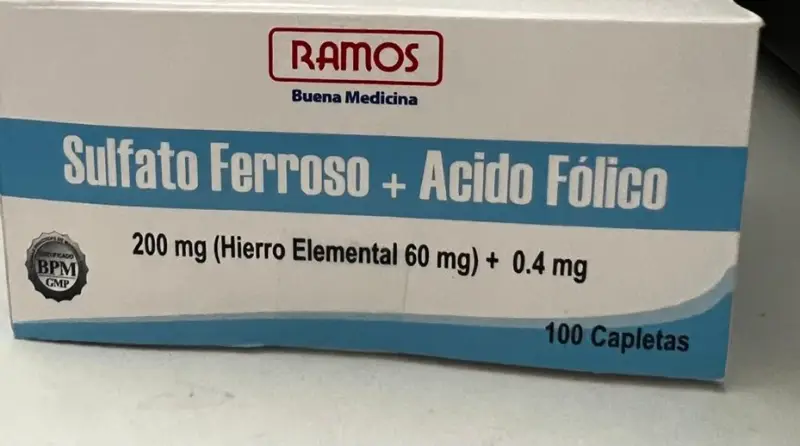 RAMOS
Buena Medicina
Sulfato Ferroso + Acido Fólico
200 mg (Hierro Elemental 60 mg) + 0.4 mg
BPM
GMP
100 Capletas